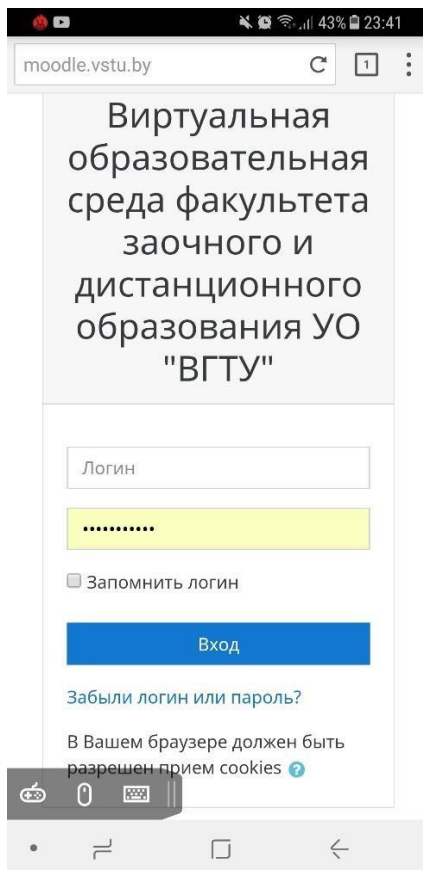 43% 23:41
moodle.vstu.by
1
Виртуальная
образовательная
среда факультета
заочного и
дистанционного
образования УО
"ВГТУ"
Логин
•••••••••••
Запомнить логин
Вход
Забыли логин или пароль?
В Вашем браузере должен быть
разрешен прием cookies ?